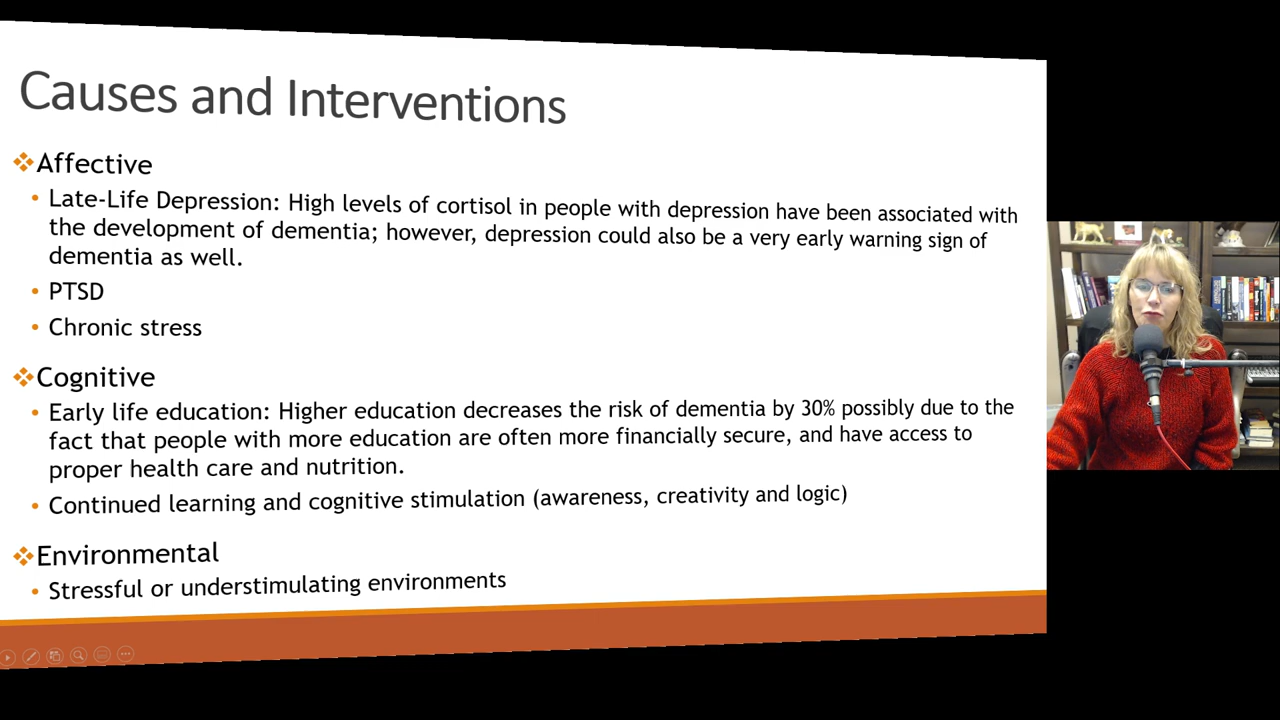 Causes and Interventions
Affective
Late-Life Depression: High levels of cortisol in people with depression have been associated with
the development of dementia; however, depression could also be a very early warning sign of
dementia as well.
PTSD
Chronic stress
Cognitive
Early life education: Higher education decreases the risk of dementia by 30% possibly due to the
fact that people with more education are often more financially secure, and have access to
proper health care and nutrition.
Continued learning and cognitive stimulation (awareness, creativity and logic)
Environmental
Stressful or understimulating environments